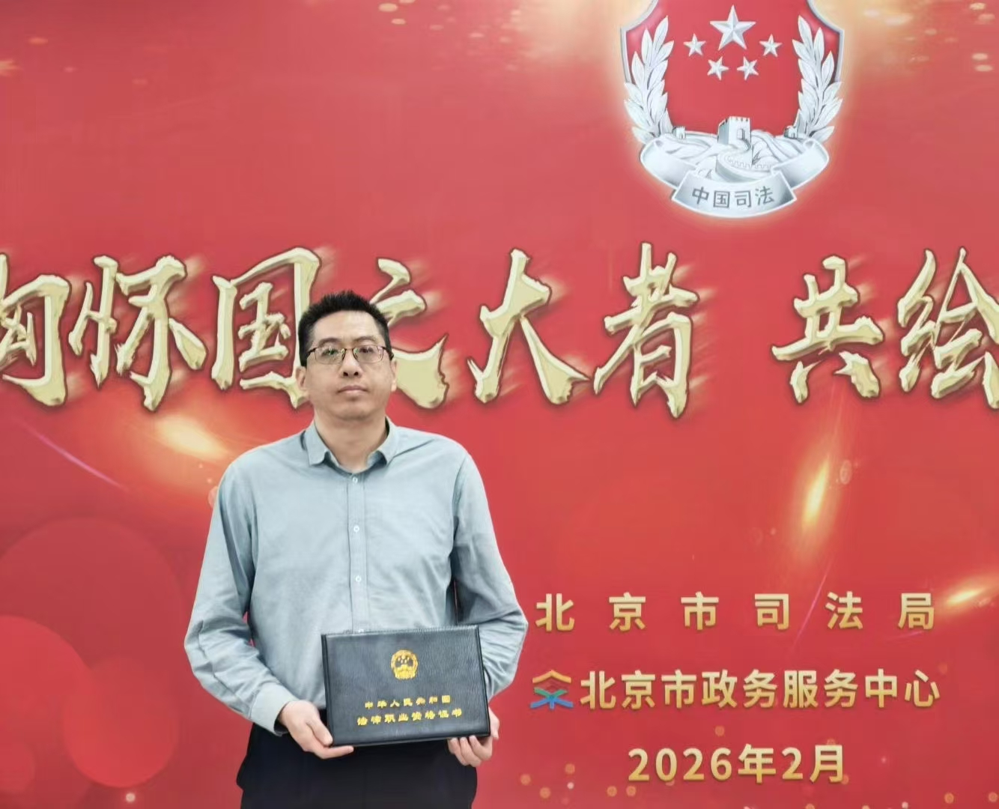 中国司法
胸怀国之大者 共绘
北京市司法局
北京市政务服务中心
2026年2月
中华人民共和国
法律职业资格证书